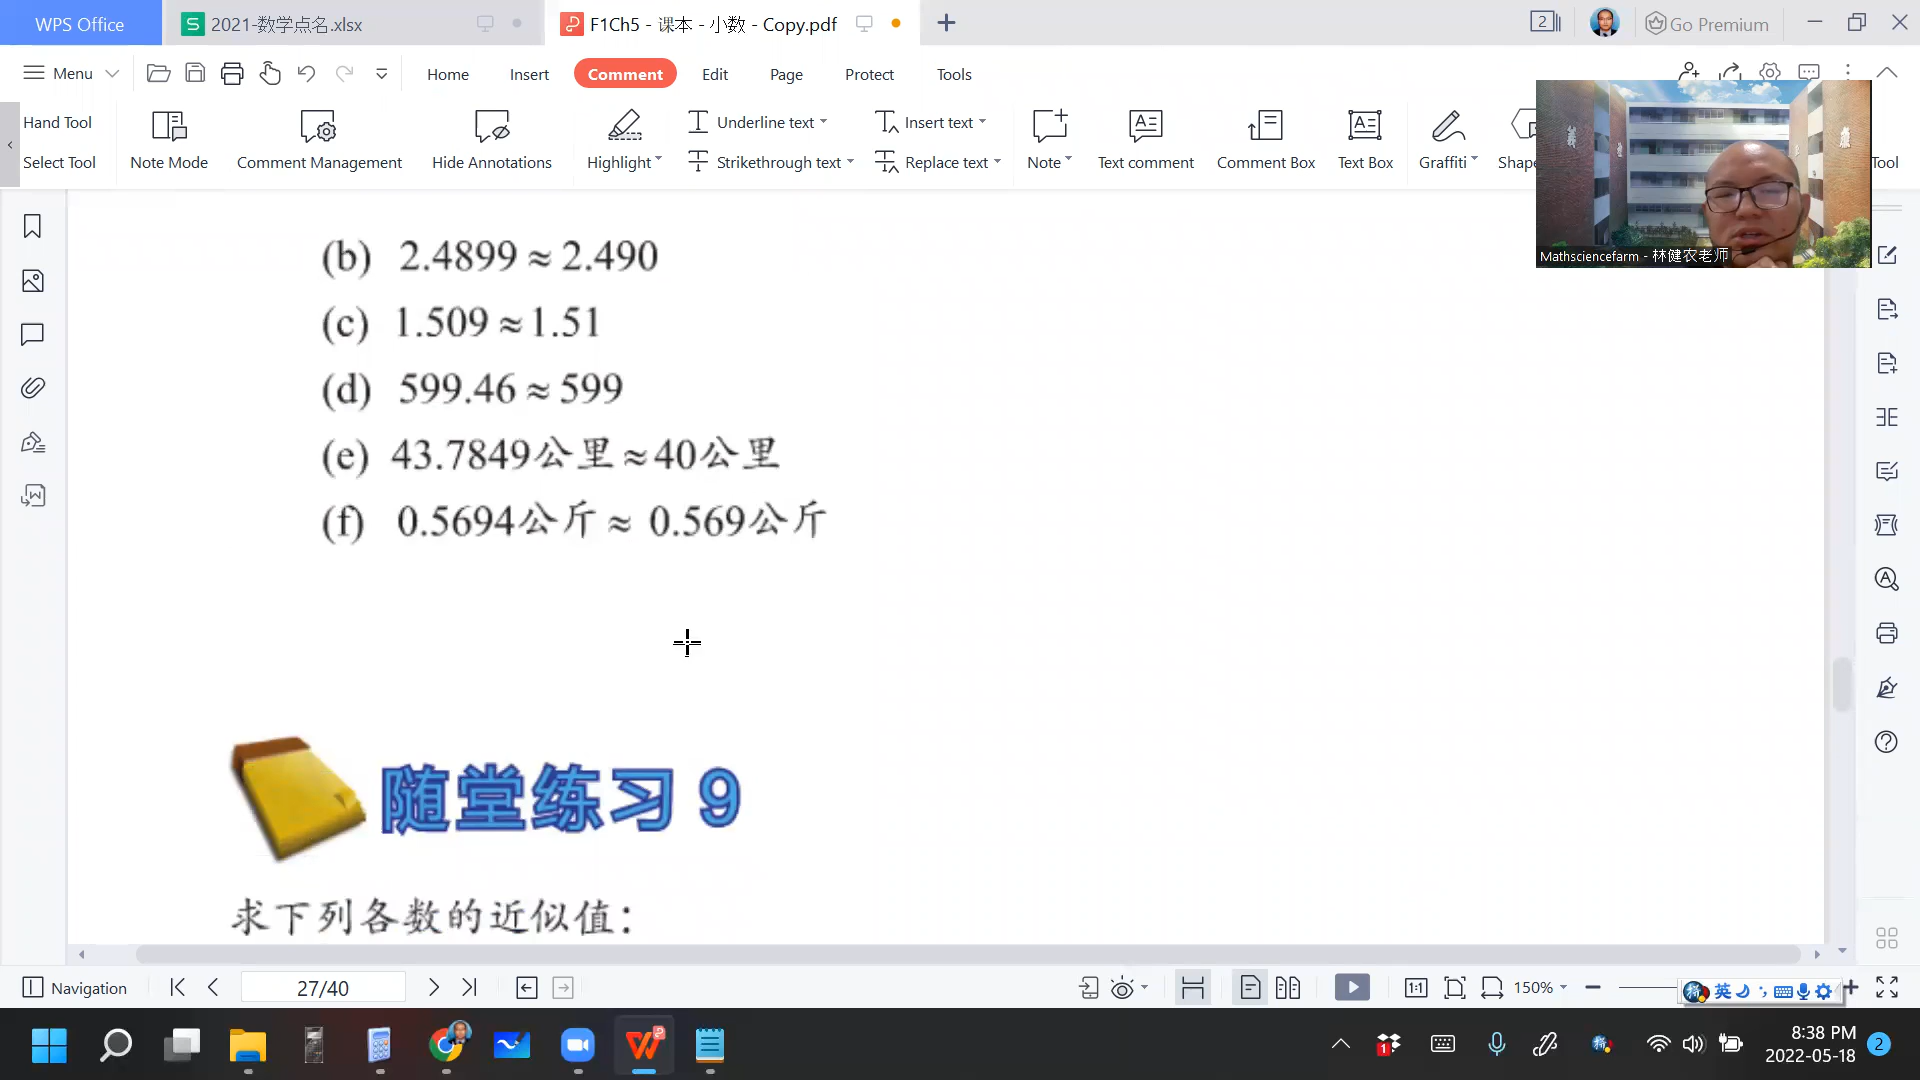 WPS Office
2021-数学点名.xlsx
F1Ch5 - 课本 - 小数 - Copy.pdf
2
Go Premium
Menu
Home
Insert
Comment
Edit
Page
Protect
Tools
Hand Tool
Select Tool
Note Mode
Comment Management
Hide Annotations
Highlight
Underline text
Strikethrough text
Insert text
Replace text
Note
Text comment
Comment Box
Text Box
Graffiti
Shape
Tool
Mathsciencefarm - 林健农老师
(b) 2.4899 ≈ 2.490
(c) 1.509 ≈ 1.51
(d) 599.46 ≈ 599
(e) 43.7849公里 ≈ 40公里
(f) 0.5694公斤 ≈ 0.569公斤
随堂练习 9
求下列各数的近似值：
Navigation
27/40
1:1
150%
英
8:38 PM
2022-05-18
2
1